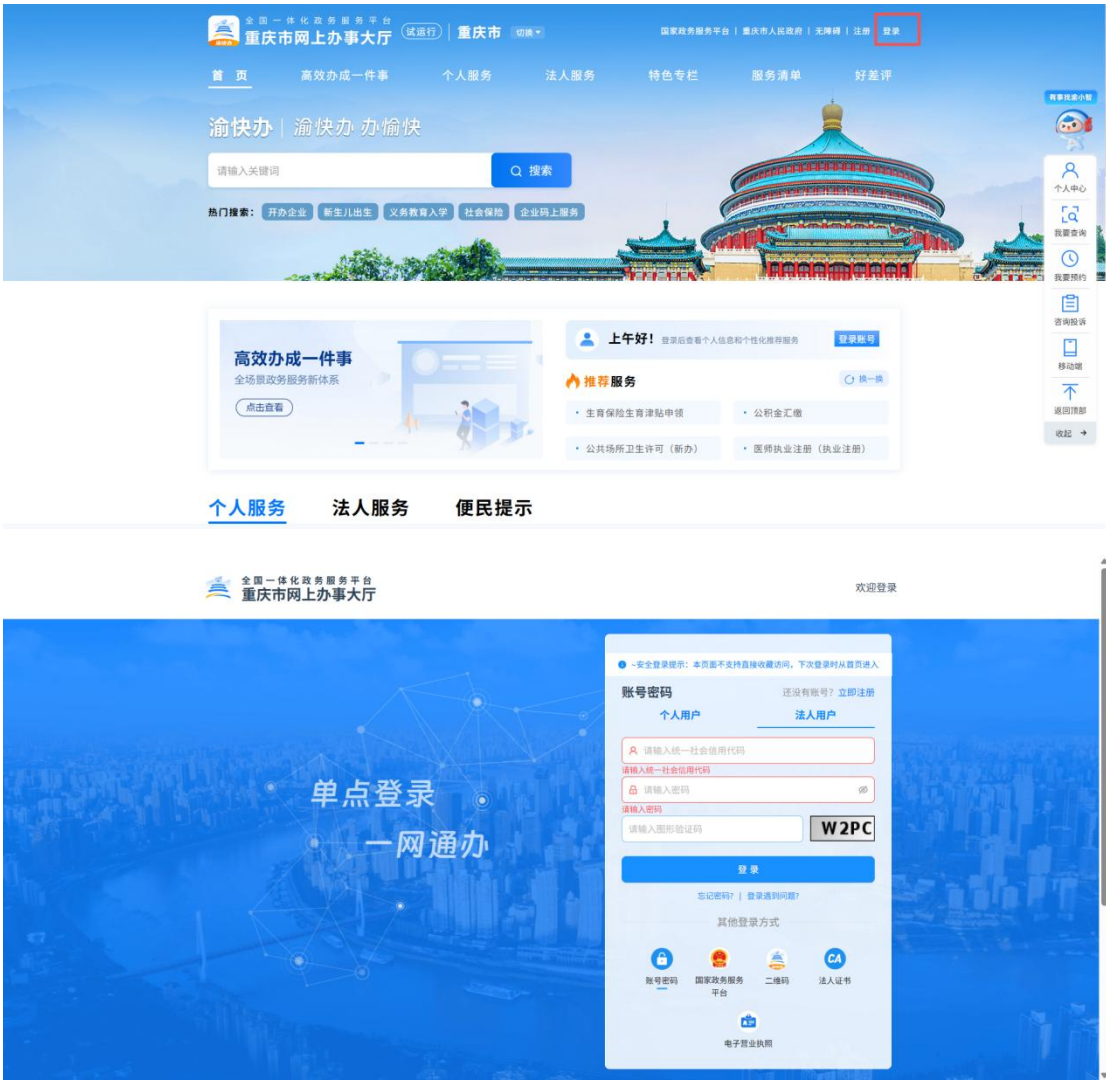 全国一体化政务服务平台
重庆市网上办事大厅 试运行 重庆市 切换
国家政务服务平台 | 重庆市人民政府 | 无障碍 | 注册 登录
首 页 高效办成一件事 个人服务 法人服务 特色专栏 服务清单 好差评
有事找渝小智
渝快办 | 渝快办 办愉快
请输入关键词 搜索
热门搜索： 开办企业 新生儿出生 义务教育入学 社会保险 企业码上服务
个人中心
我要查询
我要预约
咨询投诉
移动端
返回顶部
收起 →
高效办成一件事
全场景政务服务新体系
点击查看
上午好！ 登录后查看个人信息和个性化推荐服务 登录账号
推荐服务 换一换
· 生育保险生育津贴申领 · 公积金汇缴
· 公共场所卫生许可（新办） · 医师执业注册（执业注册）
个人服务 法人服务 便民提示
全国一体化政务服务平台
重庆市网上办事大厅
欢迎登录
单点登录
一网通办
~安全登录提示：本页面不支持直接收藏访问，下次登录时从首页进入
账号密码 还没有账号？立即注册
个人用户 法人用户
请输入统一社会信用代码
请输入统一社会信用代码
请输入密码
请输入密码
请输入图形验证码 W2PC
登 录
忘记密码? | 登录遇到问题?
其他登录方式
CA
账号密码 国家政务服务平台 二维码 法人证书
电子营业执照